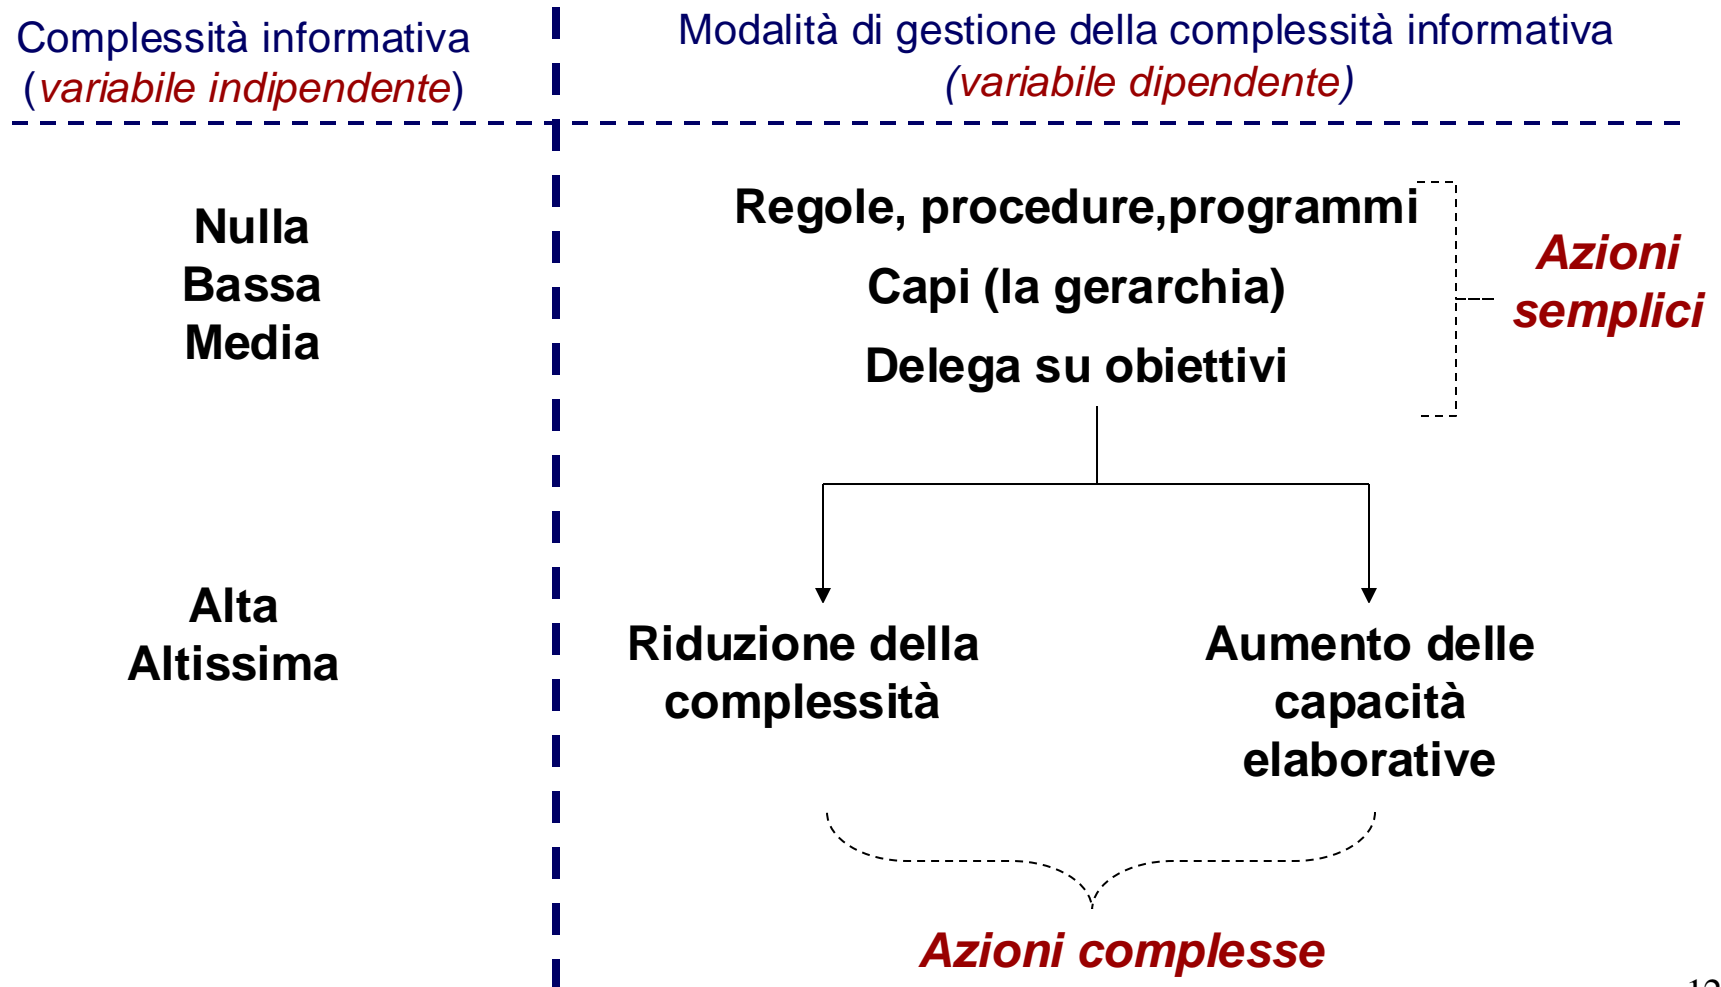 Complessità informativa
(variabile indipendente)
Modalità di gestione della complessità informativa
(variabile dipendente)
Nulla
Bassa
Media
Regole, procedure,programmi
Capi (la gerarchia)
Delega su obiettivi
Azioni
semplici
Alta
Altissima
Riduzione della
complessità
Aumento delle
capacità
elaborative
Azioni complesse